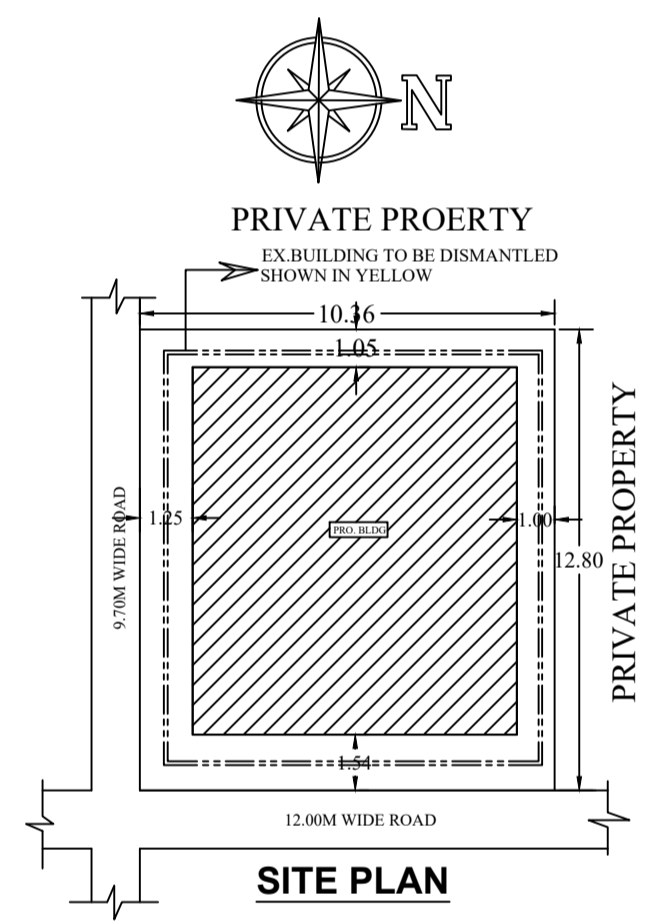 N
PRIVATE PROERTY
EX.BUILDING TO BE DISMANTLED
SHOWN IN YELLOW
10.36
1.05
PRIVATE PROPERTY
9.70M WIDE ROAD
1.25
PRO. BLDG
1.00
12.80
1.54
12.00M WIDE ROAD
SITE PLAN